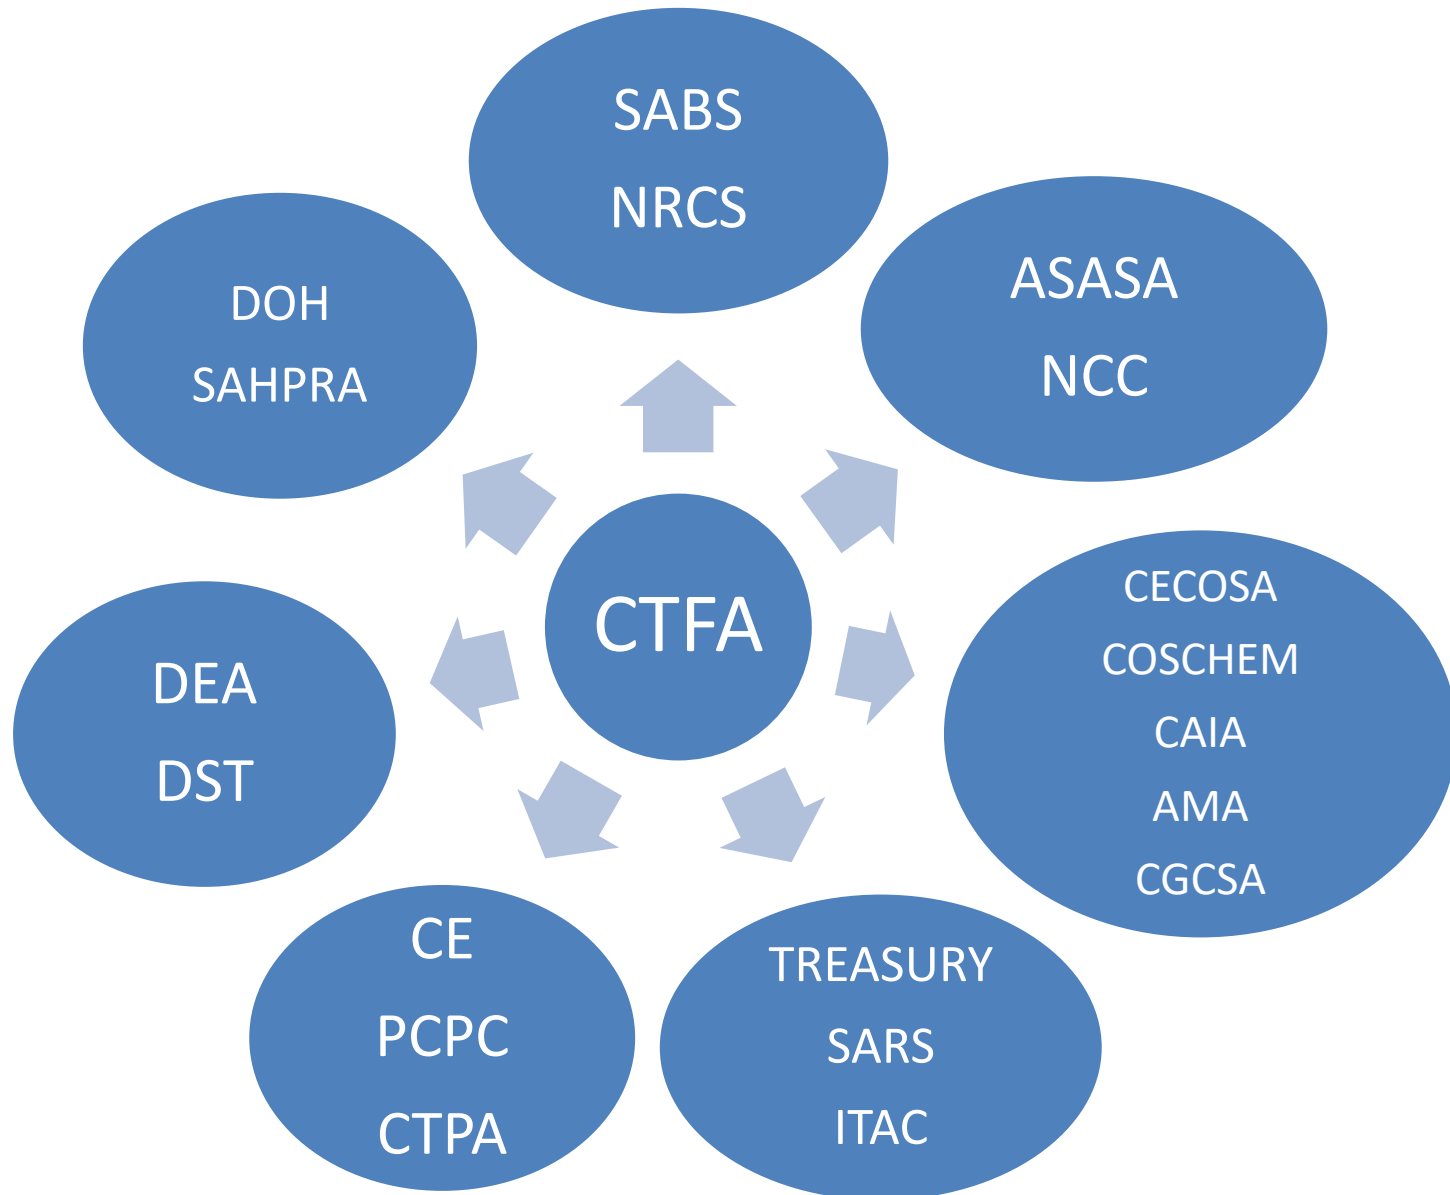 SABS
NRCS
ASASA
NCC
CECOSA
COSCHEM
CAIA
AMA
CGCSA
TREASURY
SARS
ITAC
CE
PCPC
CTPA
DEA
DST
DOH
SAHPRA
CTFA